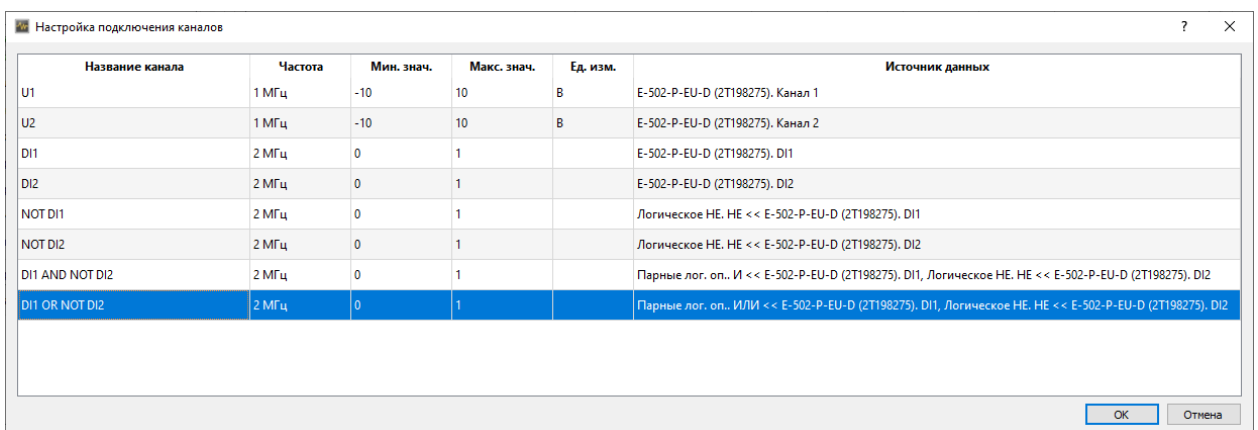 Настройка подключения каналов ?
Название канала Частота Мин. знач. Макс. знач. Ед. изм. Источник данных
U1 1 МГц -10 10 В E-502-P-EU-D (2T198275). Канал 1
U2 1 МГц -10 10 В E-502-P-EU-D (2T198275). Канал 2
DI1 2 МГц 0 1 E-502-P-EU-D (2T198275). DI1
DI2 2 МГц 0 1 E-502-P-EU-D (2T198275). DI2
NOT DI1 2 МГц 0 1 Логическое НЕ. НЕ << E-502-P-EU-D (2T198275). DI1
NOT DI2 2 МГц 0 1 Логическое НЕ. НЕ << E-502-P-EU-D (2T198275). DI2
DI1 AND NOT DI2 2 МГц 0 1 Парные лог. оп.. И << E-502-P-EU-D (2T198275). DI1, Логическое НЕ. НЕ << E-502-P-EU-D (2T198275). DI2
DI1 OR NOT DI2 2 МГц 0 1 Парные лог. оп.. ИЛИ << E-502-P-EU-D (2T198275). DI1, Логическое НЕ. НЕ << E-502-P-EU-D (2T198275). DI2
OK Отмена